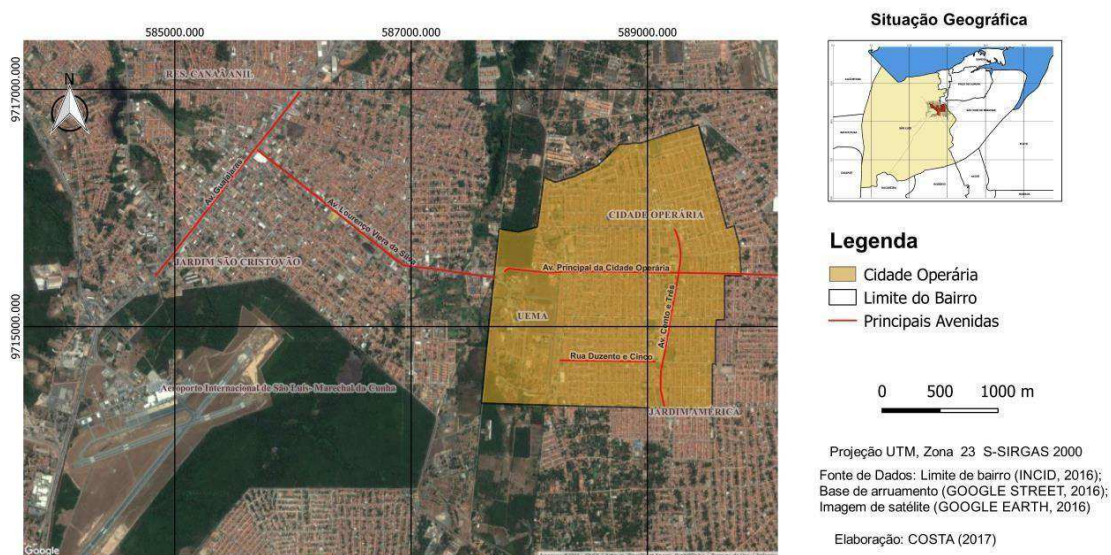 585000.000
587000.000
589000.000
9717000.000
9715000.000
N
RES. CANAÃ ANIL
Av. Guajajaras
Av. Lourenço Viera da Silva
JARDIM SÃO CRISTOVÃO
CIDADE OPERÁRIA
Av. Principal da Cidade Operária
Av. Cento e Três
UEMA
Rua Duzento e Cinco
JARDIM AMÉRICA
Aeroporto Internacional de São Luís- Marechal da Cunha
Google
Situação Geográfica
Legenda
Cidade Operária
Limite do Bairro
Principais Avenidas
0 500 1000 m
Projeção UTM, Zona 23 S-SIRGAS 2000
Fonte de Dados: Limite de bairro (INCID, 2016);
Base de arruamento (GOOGLE STREET, 2016);
Imagem de satélite (GOOGLE EARTH, 2016)
Elaboração: COSTA (2017)